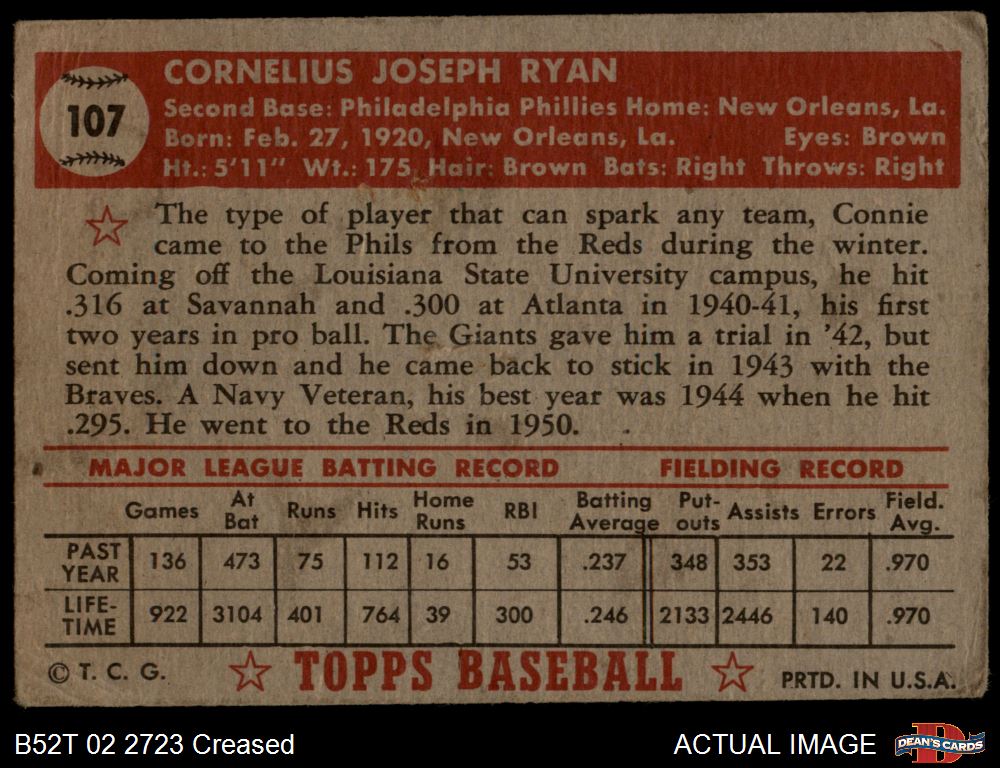 107
CORNELIUS JOSEPH RYAN
Second Base: Philadelphia Phillies Home: New Orleans, La.
Born: Feb. 27, 1920, New Orleans, La. Eyes: Brown
Ht.: 5'11" Wt.: 175 Hair: Brown Bats: Right Throws: Right
The type of player that can spark any team, Connie
came to the Phils from the Reds during the winter.
Coming off the Louisiana State University campus, he hit
.316 at Savannah and .300 at Atlanta in 1940-41, his first
two years in pro ball. The Giants gave him a trial in '42, but
sent him down and he came back to stick in 1943 with the
Braves. A Navy Veteran, his best year was 1944 when he hit
.295. He went to the Reds in 1950.
MAJOR LEAGUE BATTING RECORD FIELDING RECORD
Games At Bat Runs Hits Home Runs RBI Batting Average Put-outs Assists Errors Field. Avg.
PAST YEAR 136 473 75 112 16 53 .237 348 353 22 .970
LIFE-TIME 922 3104 401 764 39 300 .246 2133 2446 140 .970
© T. C. G. TOPPS BASEBALL PRTD. IN U.S.A.
B52T 02 2723 Creased ACTUAL IMAGE DEAN'S CARDS